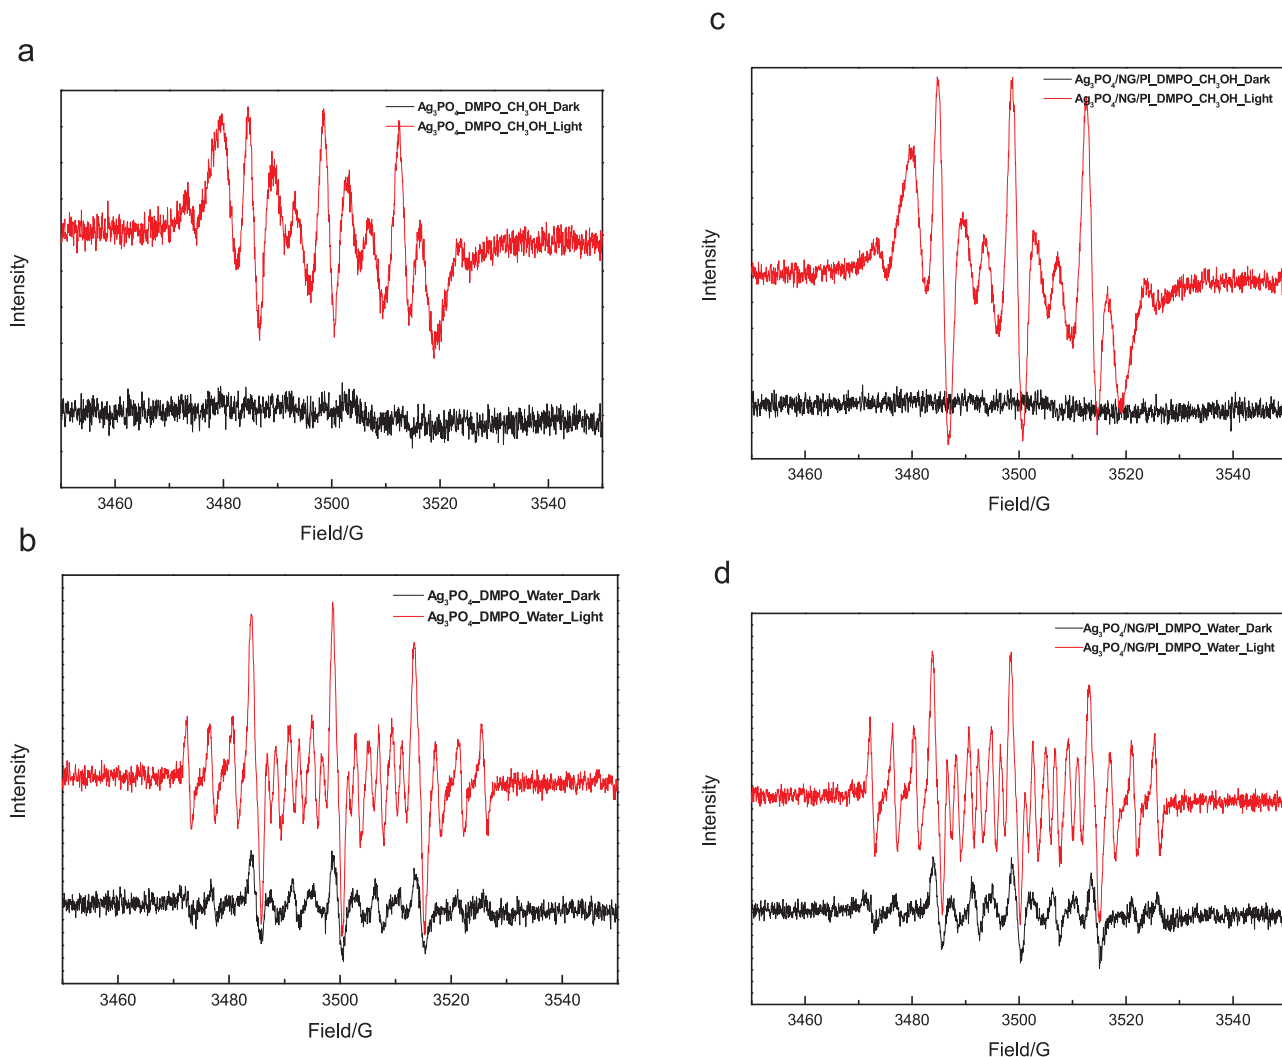 a
Ag₃PO₄_DMPO_CH₃OH_Dark
Ag₃PO₄_DMPO_CH₃OH_Light
Intensity
3460 3480 3500 3520 3540
Field/G
b
Ag₃PO₄_DMPO_Water_Dark
Ag₃PO₄_DMPO_Water_Light
Intensity
3460 3480 3500 3520 3540
Field/G
c
Ag₃PO₄/NG/PI_DMPO_CH₃OH_Dark
Ag₃PO₄/NG/PI_DMPO_CH₃OH_Light
Intensity
3460 3480 3500 3520 3540
Field/G
d
Ag₃PO₄/NG/PI_DMPO_Water_Dark
Ag₃PO₄/NG/PI_DMPO_Water_Light
Intensity
3460 3480 3500 3520 3540
Field/G